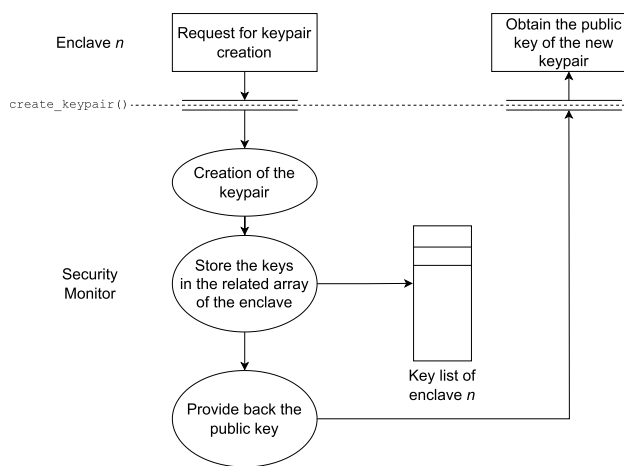 Enclave n
Request for keypair
creation
Obtain the public
key of the new
keypair
create_keypair()
Creation of the
keypair
Security
Monitor
Store the keys
in the related array
of the enclave
Key list of
enclave n
Provide back the
public key